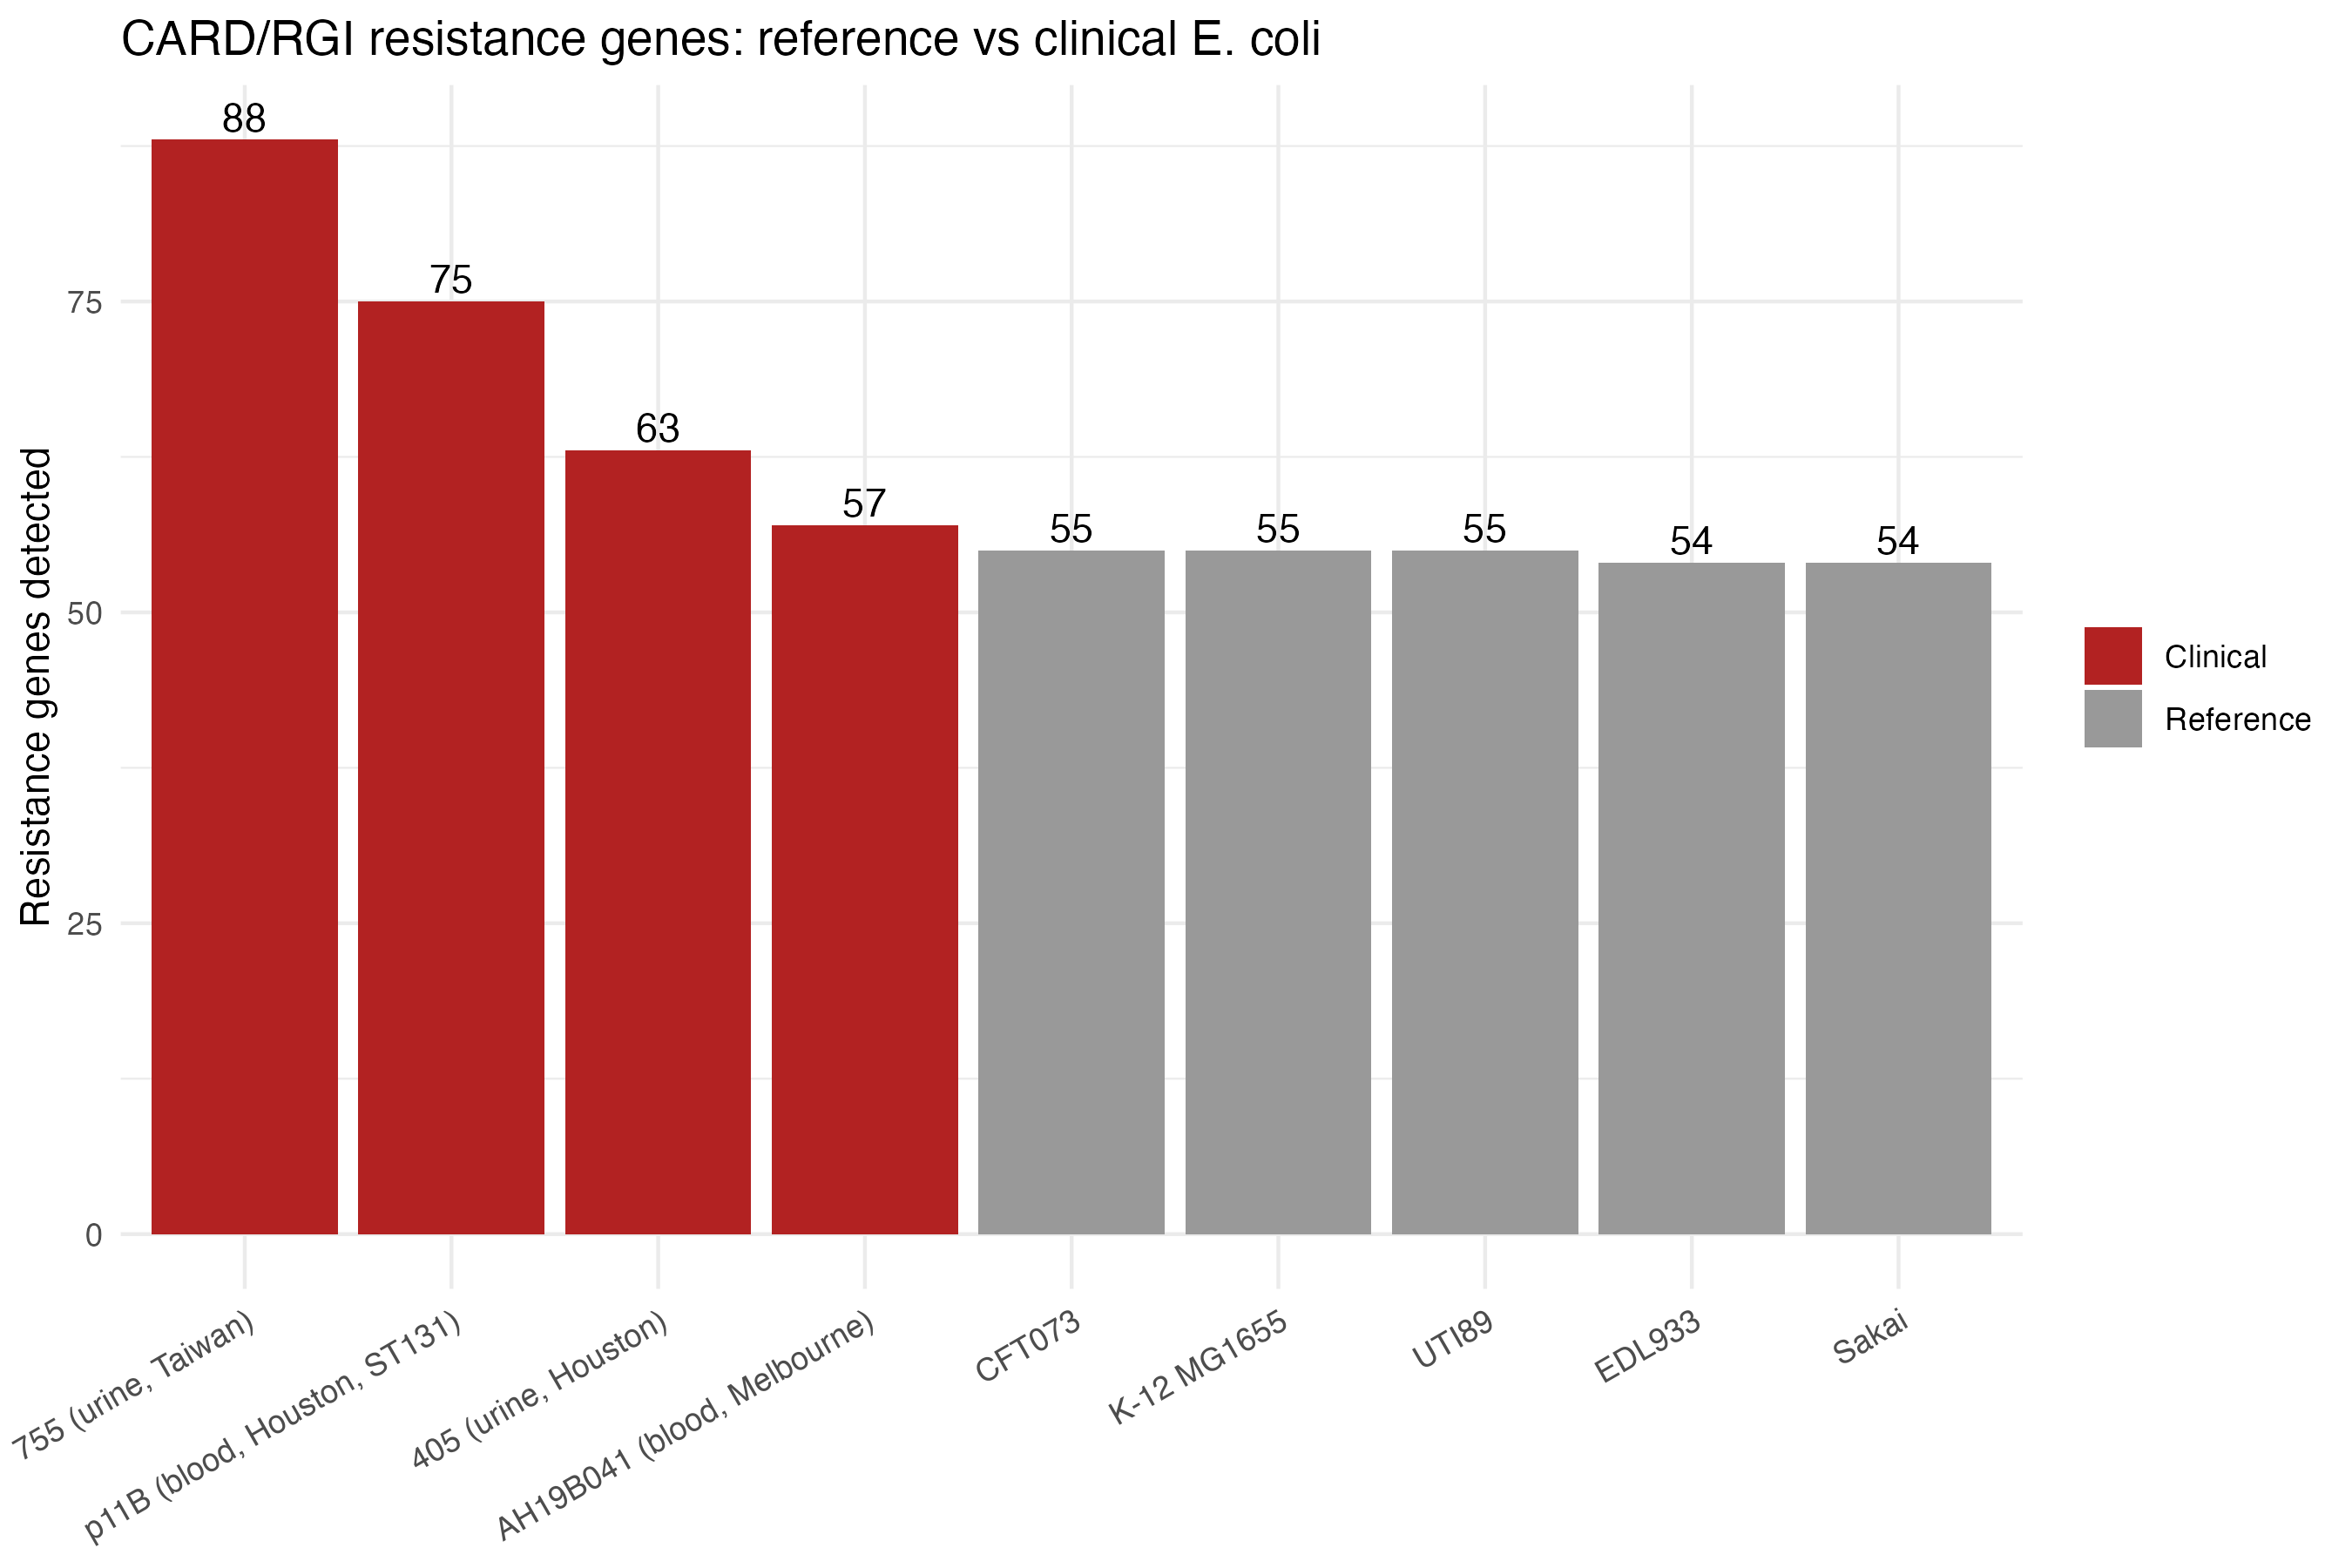 CARD/RGI resistance genes: reference vs clinical E. coli
Resistance genes detected
75
50
25
0
88
75
63
57
55
55
55
54
54
755 (urine, Taiwan)
p11B (blood, Houston, ST131)
405 (urine, Houston)
AH19B041 (blood, Melbourne)
CFT073
K-12 MG1655
UTI89
EDL933
Sakai
Clinical
Reference